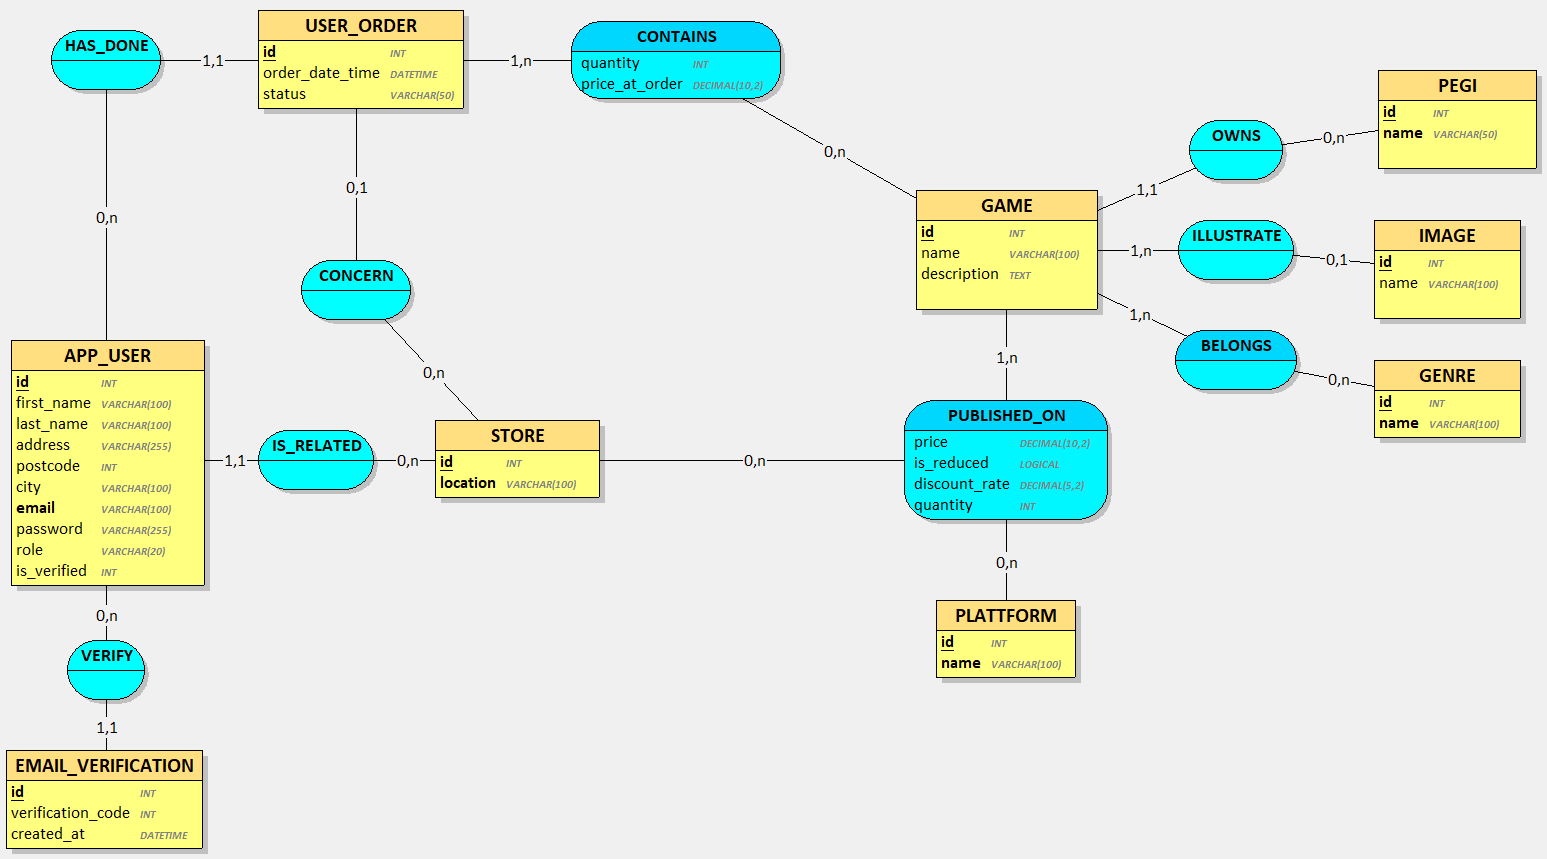 HAS_DONE
1,1
USER_ORDER
id INT
order_date_time DATETIME
status VARCHAR(50)
1,n
CONTAINS
quantity INT
price_at_order DECIMAL(10,2)
0,n
PEGI
id INT
name VARCHAR(50)
OWNS
0,n
1,1
0,1
0,n
GAME
id INT
name VARCHAR(100)
description TEXT
1,n
ILLUSTRATE
0,1
IMAGE
id INT
name VARCHAR(100)
CONCERN
0,n
1,n
BELONGS
0,n
GENRE
id INT
name VARCHAR(100)
1,n
APP_USER
id INT
first_name VARCHAR(100)
last_name VARCHAR(100)
address VARCHAR(255)
postcode INT
city VARCHAR(100)
email VARCHAR(100)
password VARCHAR(255)
role VARCHAR(20)
is_verified INT
1,1
IS_RELATED
0,n
STORE
id INT
location VARCHAR(100)
0,n
PUBLISHED_ON
price DECIMAL(10,2)
is_reduced LOGICAL
discount_rate DECIMAL(5,2)
quantity INT
0,n
PLATTFORM
id INT
name VARCHAR(100)
0,n
VERIFY
1,1
EMAIL_VERIFICATION
id INT
verification_code INT
created_at DATETIME